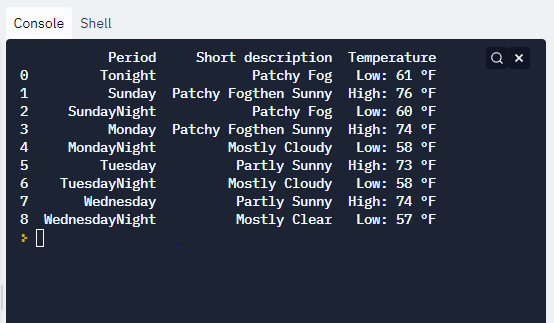 Console Shell
Period Short description Temperature
0 Tonight Patchy Fog Low: 61 °F
1 Sunday Patchy Fogthen Sunny High: 76 °F
2 SundayNight Patchy Fog Low: 60 °F
3 Monday Patchy Fogthen Sunny High: 74 °F
4 MondayNight Mostly Cloudy Low: 58 °F
5 Tuesday Partly Sunny High: 73 °F
6 TuesdayNight Mostly Cloudy Low: 58 °F
7 Wednesday Partly Sunny High: 74 °F
8 WednesdayNight Mostly Clear Low: 57 °F
>